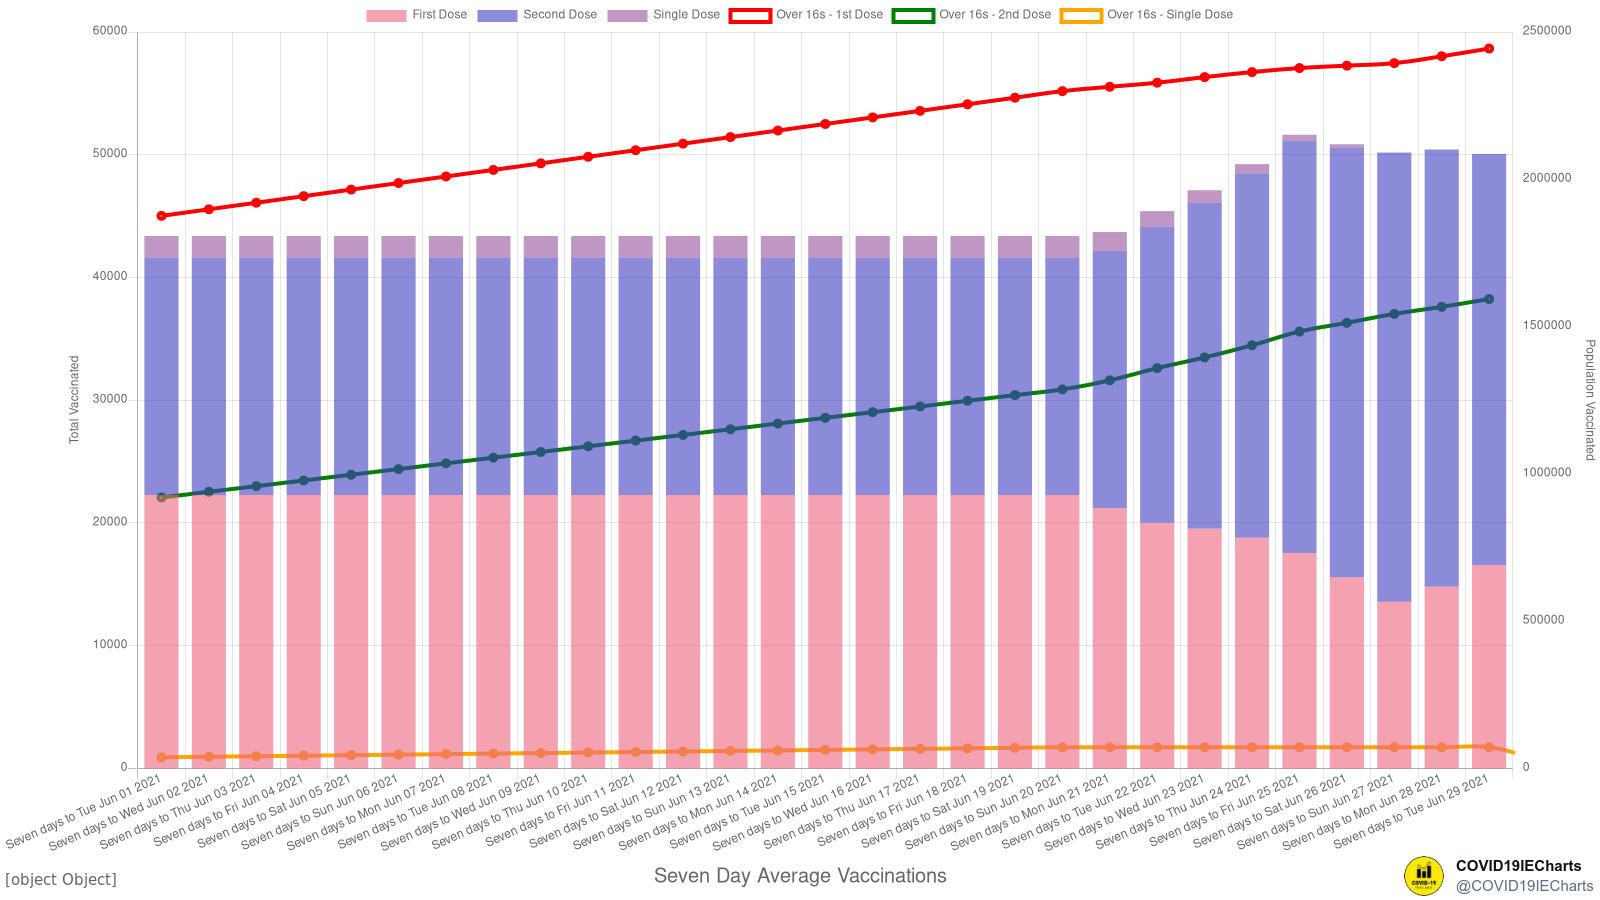 First Dose Second Dose Single Dose Over 16s - 1st Dose Over 16s - 2nd Dose Over 16s - Single Dose
60000
50000
40000
30000
20000
10000
0
Total Vaccinated
2500000
2000000
1500000
1000000
500000
0
Population Vaccinated
Seven days to Tue Jun 01 2021
Seven days to Wed Jun 02 2021
Seven days to Thu Jun 03 2021
Seven days to Fri Jun 04 2021
Seven days to Sat Jun 05 2021
Seven days to Sun Jun 06 2021
Seven days to Mon Jun 07 2021
Seven days to Tue Jun 08 2021
Seven days to Wed Jun 09 2021
Seven days to Thu Jun 10 2021
Seven days to Fri Jun 11 2021
Seven days to Sat Jun 12 2021
Seven days to Sun Jun 13 2021
Seven days to Mon Jun 14 2021
Seven days to Tue Jun 15 2021
Seven days to Wed Jun 16 2021
Seven days to Thu Jun 17 2021
Seven days to Fri Jun 18 2021
Seven days to Sat Jun 19 2021
Seven days to Sun Jun 20 2021
Seven days to Mon Jun 21 2021
Seven days to Tue Jun 22 2021
Seven days to Wed Jun 23 2021
Seven days to Thu Jun 24 2021
Seven days to Fri Jun 25 2021
Seven days to Sat Jun 26 2021
Seven days to Sun Jun 27 2021
Seven days to Mon Jun 28 2021
Seven days to Tue Jun 29 2021
[object Object]
Seven Day Average Vaccinations
COVID-19
IRELAND
COVID19IECharts
@COVID19IECharts